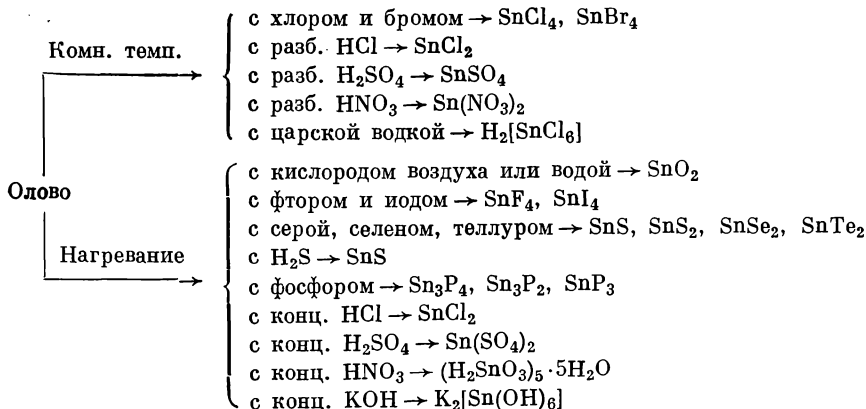 Комн. темп.
с хлором и бромом → SnCl₄, SnBr₄
с разб. HCl → SnCl₂
с разб. H₂SO₄ → SnSO₄
с разб. HNO₃ → Sn(NO₃)₂
с царской водкой → H₂[SnCl₆]
Олово
Нагревание
с кислородом воздуха или водой → SnO₂
с фтором и иодом → SnF₄, SnI₄
с серой, селеном, теллуром → SnS, SnS₂, SnSe₂, SnTe₂
с H₂S → SnS
с фосфором → Sn₃P₄, Sn₃P₂, SnP₃
с конц. HCl → SnCl₂
с конц. H₂SO₄ → Sn(SO₄)₂
с конц. HNO₃ → (H₂SnO₃)₅·5H₂O
с конц. KOH → K₂[Sn(OH)₆]